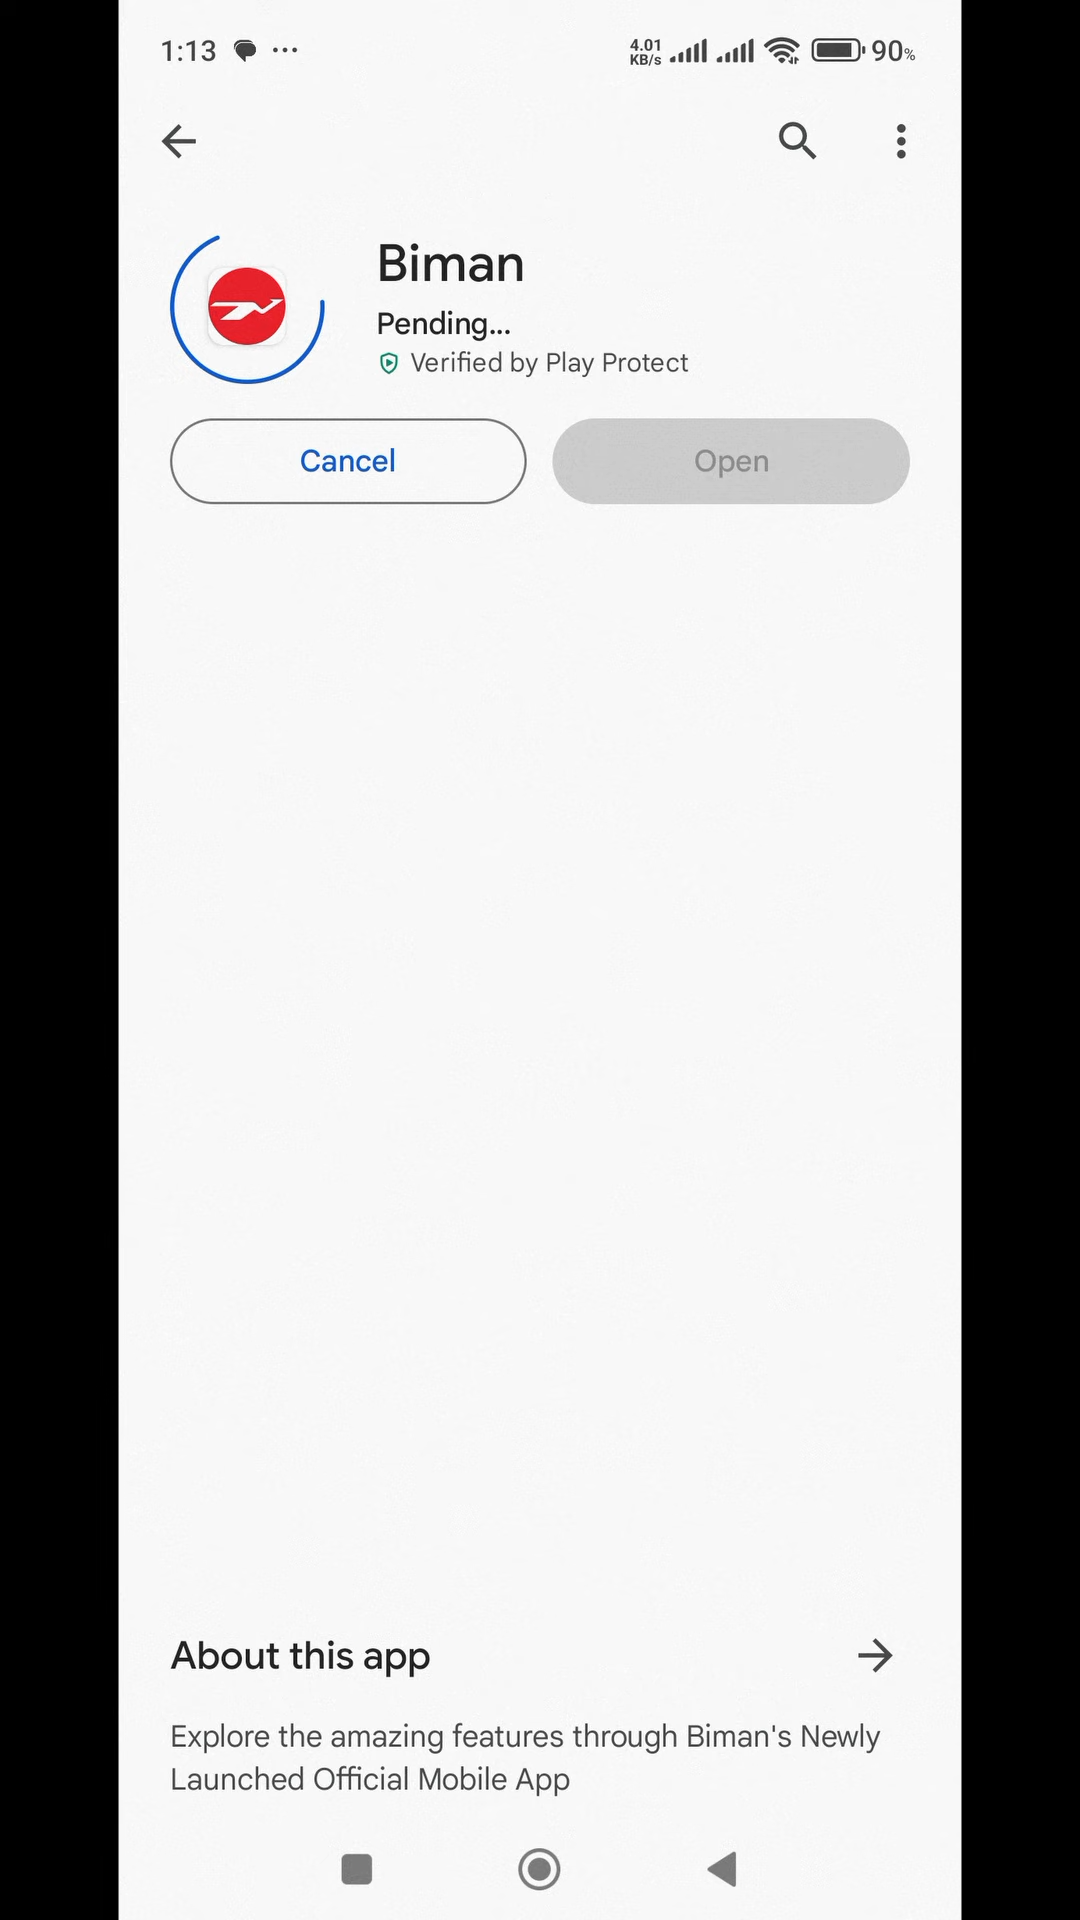 1:13
4.01
KB/s
90%
Biman
Pending...
Verified by Play Protect
Cancel
Open
About this app
Explore the amazing features through Biman's Newly
Launched Official Mobile App